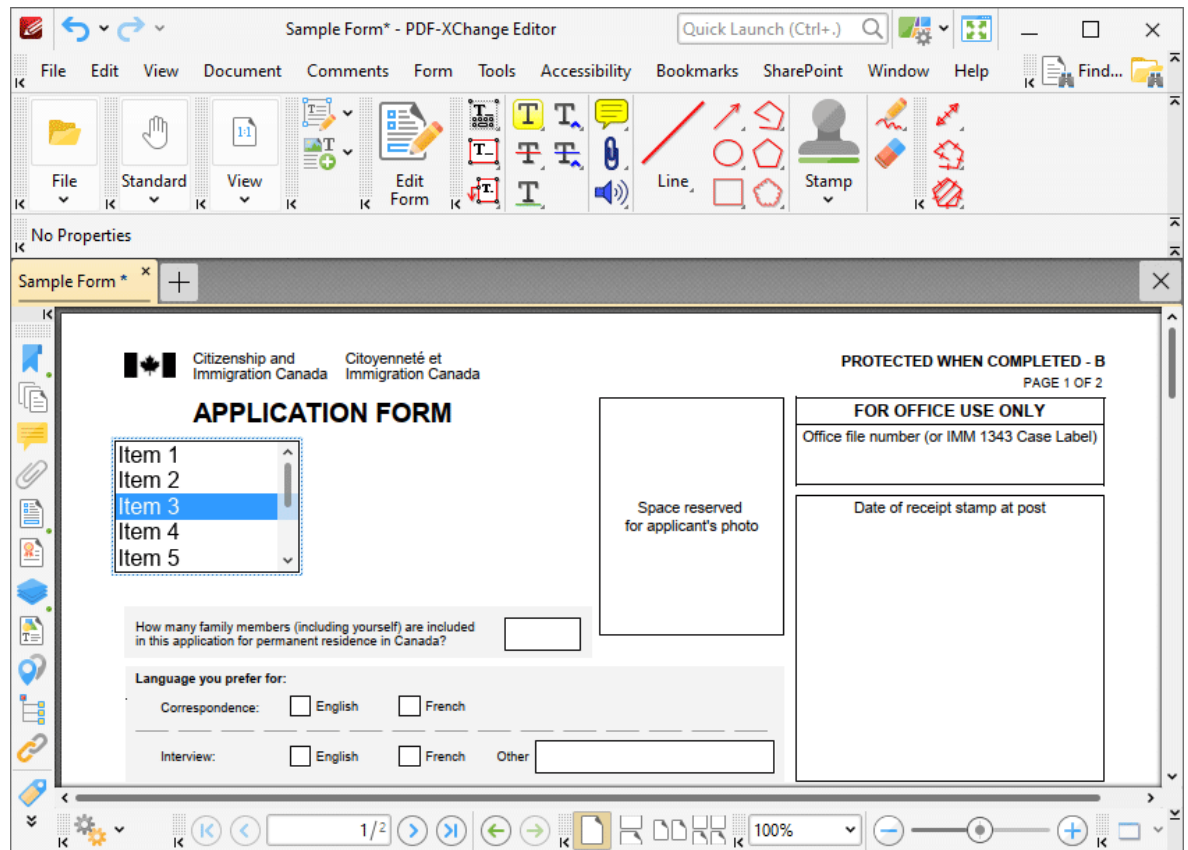 Sample Form* - PDF-XChange Editor
Quick Launch (Ctrl+.)
File Edit View Document Comments Form Tools Accessibility Bookmarks SharePoint Window Help
Find...
File
Standard
1:1
View
Edit
Form
Line
Stamp
No Properties
Sample Form *
Citizenship and
Immigration Canada
Citoyenneté et
Immigration Canada
PROTECTED WHEN COMPLETED - B
PAGE 1 OF 2
APPLICATION FORM
FOR OFFICE USE ONLY
Office file number (or IMM 1343 Case Label)
Item 1
Item 2
Item 3
Item 4
Item 5
Space reserved
for applicant's photo
Date of receipt stamp at post
How many family members (including yourself) are included
in this application for permanent residence in Canada?
Language you prefer for:
Correspondence: English French
Interview: English French Other
1/2
100%